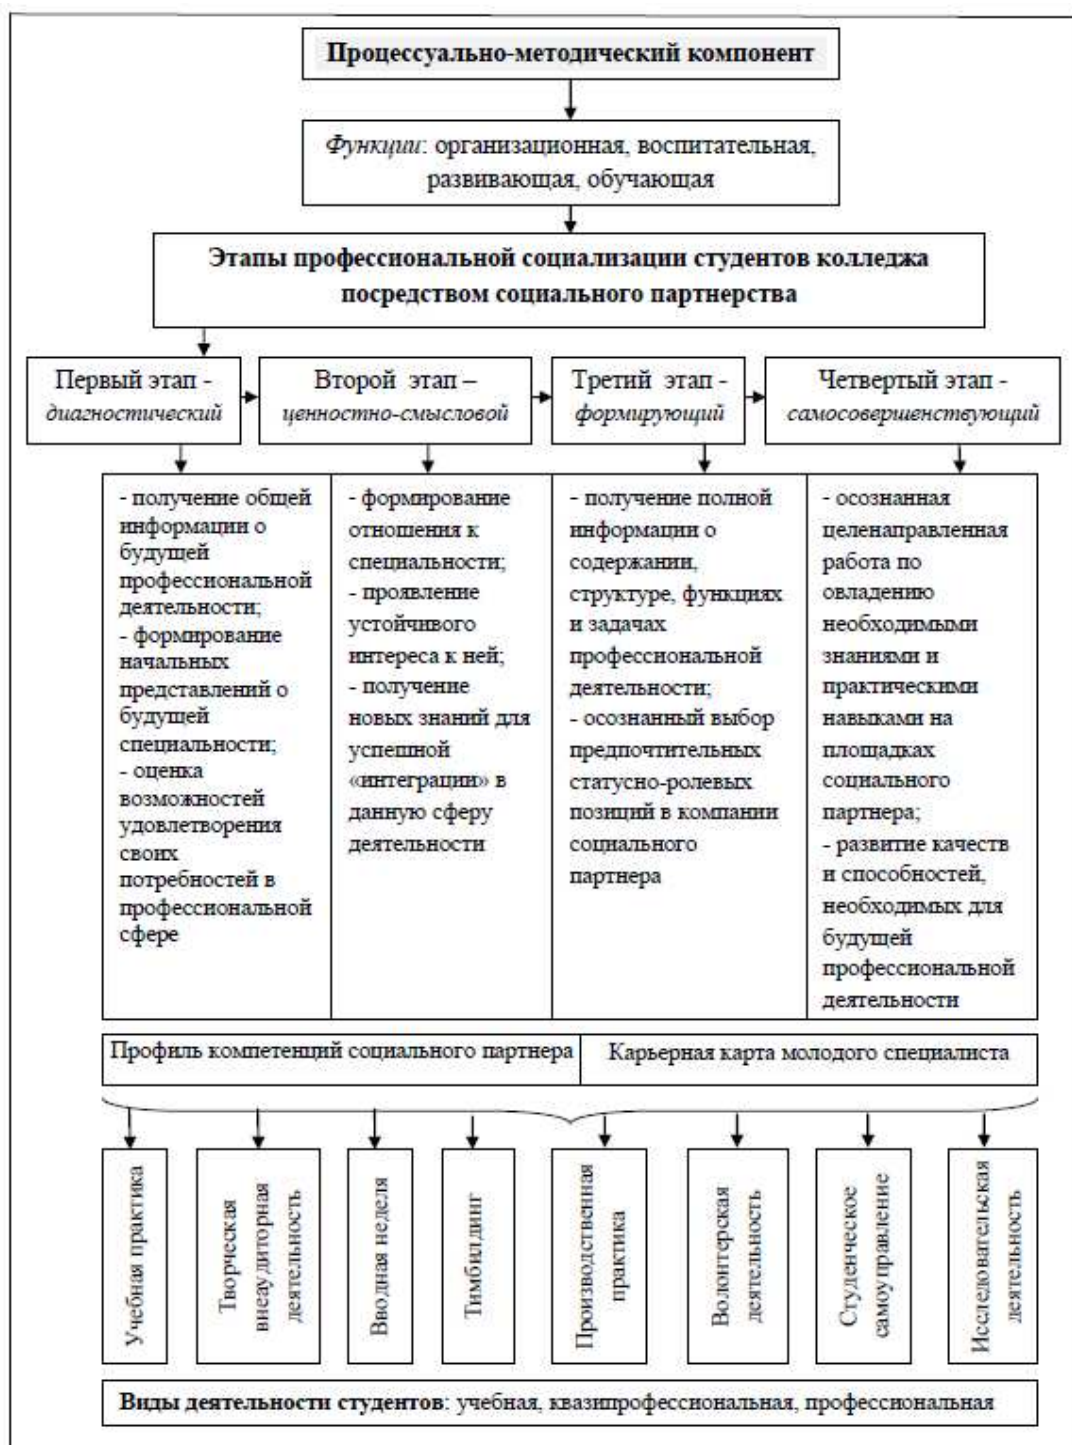 Процессуально-методический компонент
Функции: организационная, воспитательная,
развивающая, обучающая
Этапы профессиональной социализации студентов колледжа
посредством социального партнерства
Первый этап -
диагностический
Второй этап –
ценностно-смысловой
Третий этап -
формирующий
Четвертый этап -
самосовершенствующий
- получение общей
информации о
будущей
профессиональной
деятельности;
- формирование
начальных
представлений о
будущей
специальности;
- оценка
возможностей
удовлетворения
своих
потребностей в
профессиональной
сфере
- формирование
отношения к
специальности;
- проявление
устойчивого
интереса к ней;
- получение
новых знаний для
успешной
«интеграции» в
данную сферу
деятельности
- получение полной
информации о
содержании,
структуре, функциях
и задачах
профессиональной
деятельности;
- осознанный выбор
предпочтительных
статусно-ролевых
позиций в компании
социального
партнера
- осознанная
целенаправленная
работа по
овладению
необходимыми
знаниями и
практическими
навыками на
площадках
социального
партнера;
- развитие качеств
и способностей,
необходимых для
будущей
профессиональной
деятельности
Профиль компетенций социального партнера
Карьерная карта молодого специалиста
Учебная практика
Творческая
внеаудиторная
деятельность
Вводная неделя
Тимбилдинг
Производственная
практика
Волонтерская
деятельность
Студенческое
самоуправление
Исследовательская
деятельность
Виды деятельности студентов: учебная, квазипрофессиональная, профессиональная